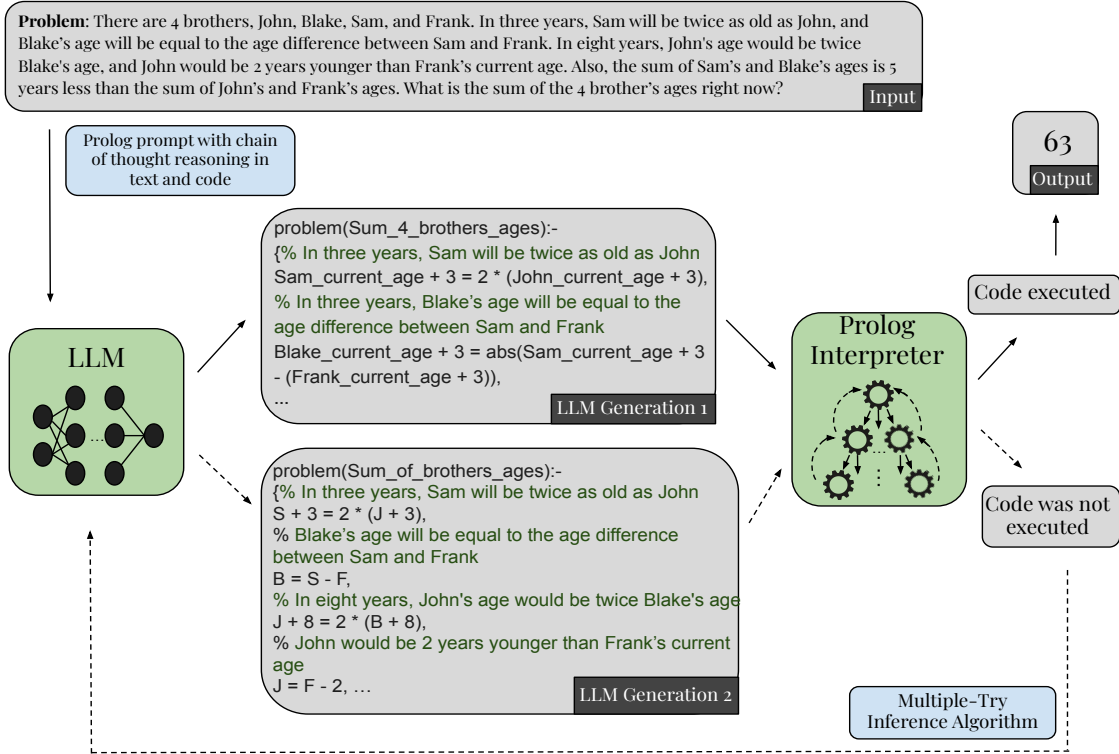 Problem: There are 4 brothers, John, Blake, Sam, and Frank. In three years, Sam will be twice as old as John, and
Blake’s age will be equal to the age difference between Sam and Frank. In eight years, John's age would be twice
Blake's age, and John would be 2 years younger than Frank’s current age. Also, the sum of Sam’s and Blake’s ages is 5
years less than the sum of John’s and Frank’s ages. What is the sum of the 4 brother’s ages right now?
Input
Prolog prompt with chain
of thought reasoning in
text and code
63
Output
problem(Sum_4_brothers_ages):-
{% In three years, Sam will be twice as old as John
Sam_current_age + 3 = 2 * (John_current_age + 3),
% In three years, Blake’s age will be equal to the
age difference between Sam and Frank
Blake_current_age + 3 = abs(Sam_current_age + 3
- (Frank_current_age + 3)),
...
LLM Generation 1
Code executed
LLM
...
Prolog
Interpreter
...
problem(Sum_of_brothers_ages):-
{% In three years, Sam will be twice as old as John
S + 3 = 2 * (J + 3),
% Blake’s age will be equal to the age difference
between Sam and Frank
B = S - F,
% In eight years, John's age would be twice Blake's age
J + 8 = 2 * (B + 8),
% John would be 2 years younger than Frank’s current
age
J = F - 2, …
LLM Generation 2
Code was not
executed
Multiple-Try
Inference Algorithm